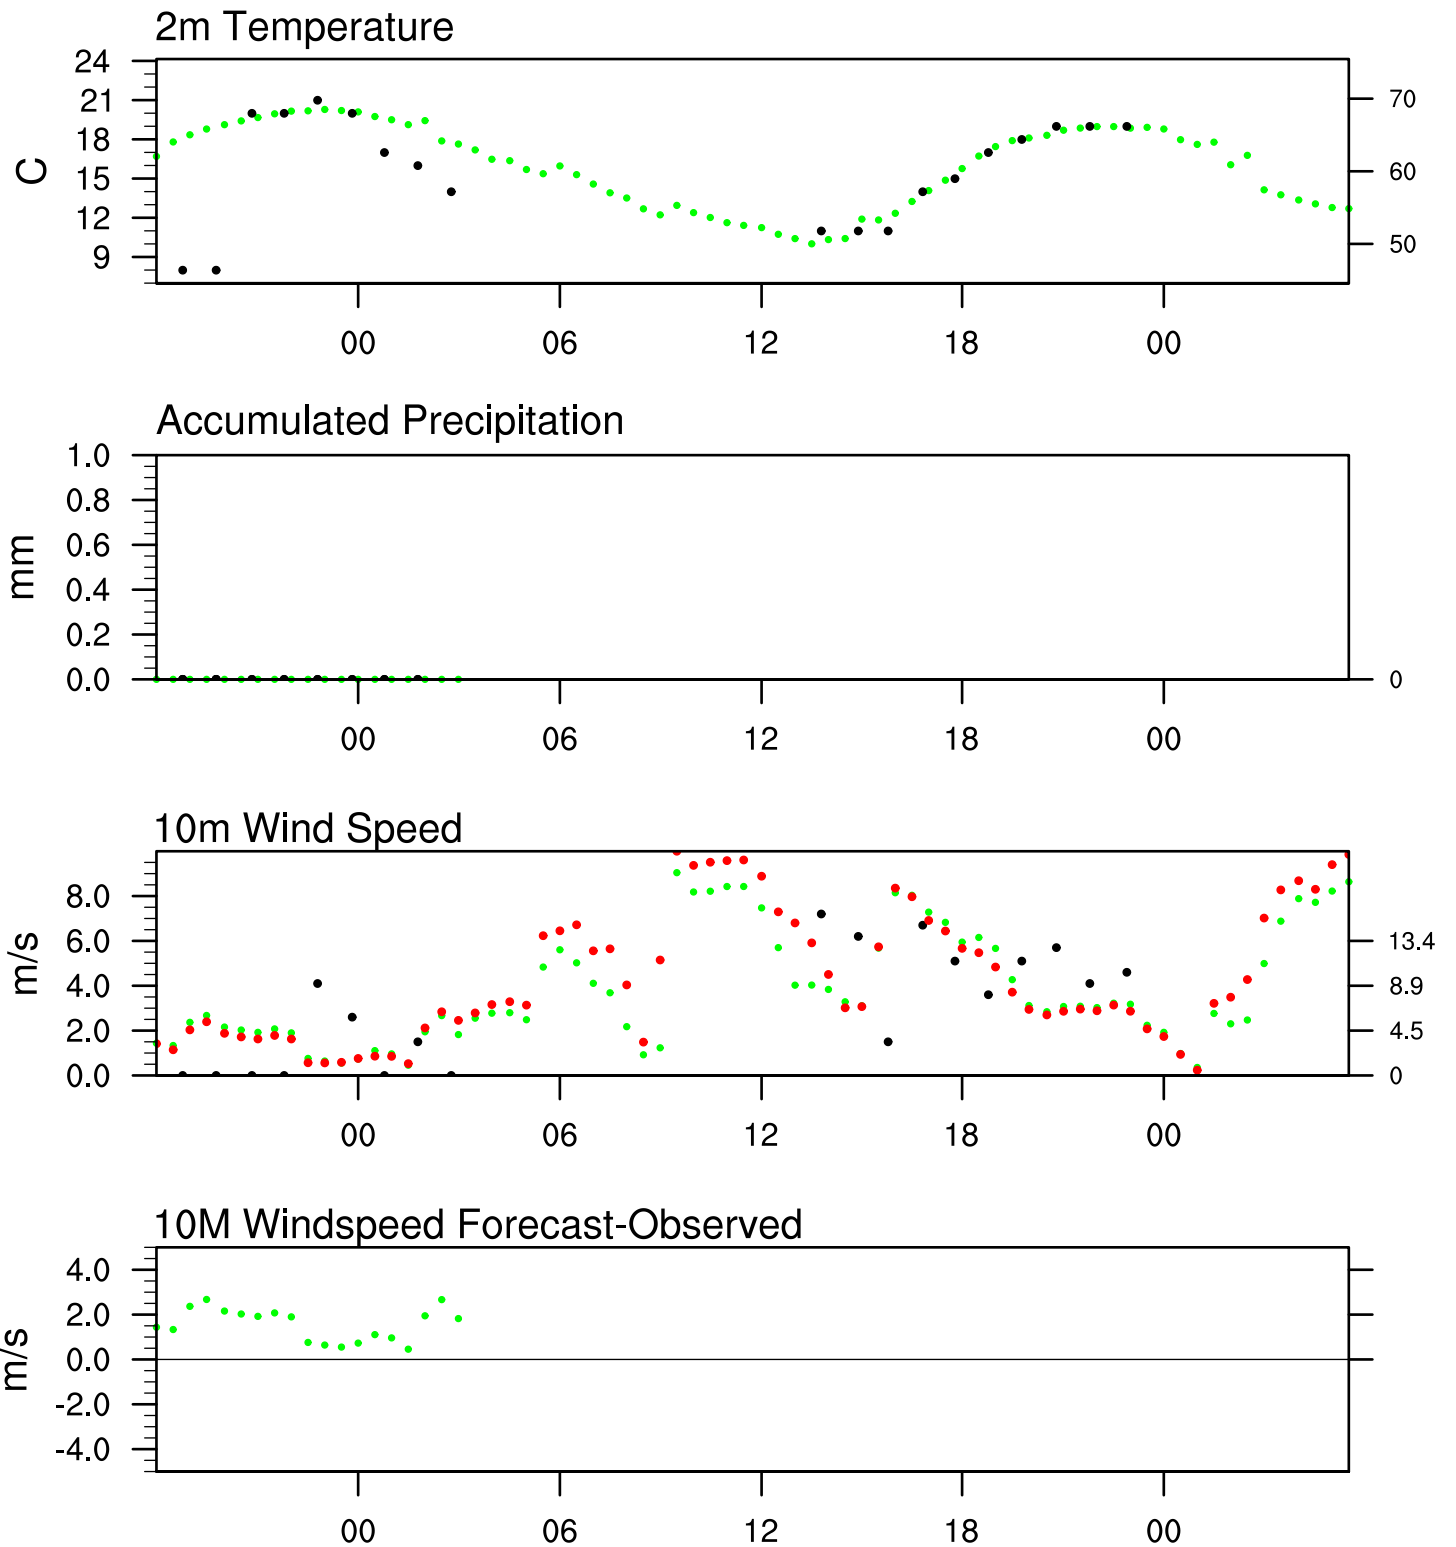 2m Temperature
24
21
18
15
12
9
C
70
60
50
00 06 12 18 00
Accumulated Precipitation
1.0
0.8
0.6
0.4
0.2
0.0
mm
0
00 06 12 18 00
10m Wind Speed
8.0
6.0
4.0
2.0
0.0
m/s
13.4
8.9
4.5
0
00 06 12 18 00
10M Windspeed Forecast-Observed
4.0
2.0
0.0
-2.0
-4.0
m/s
00 06 12 18 00